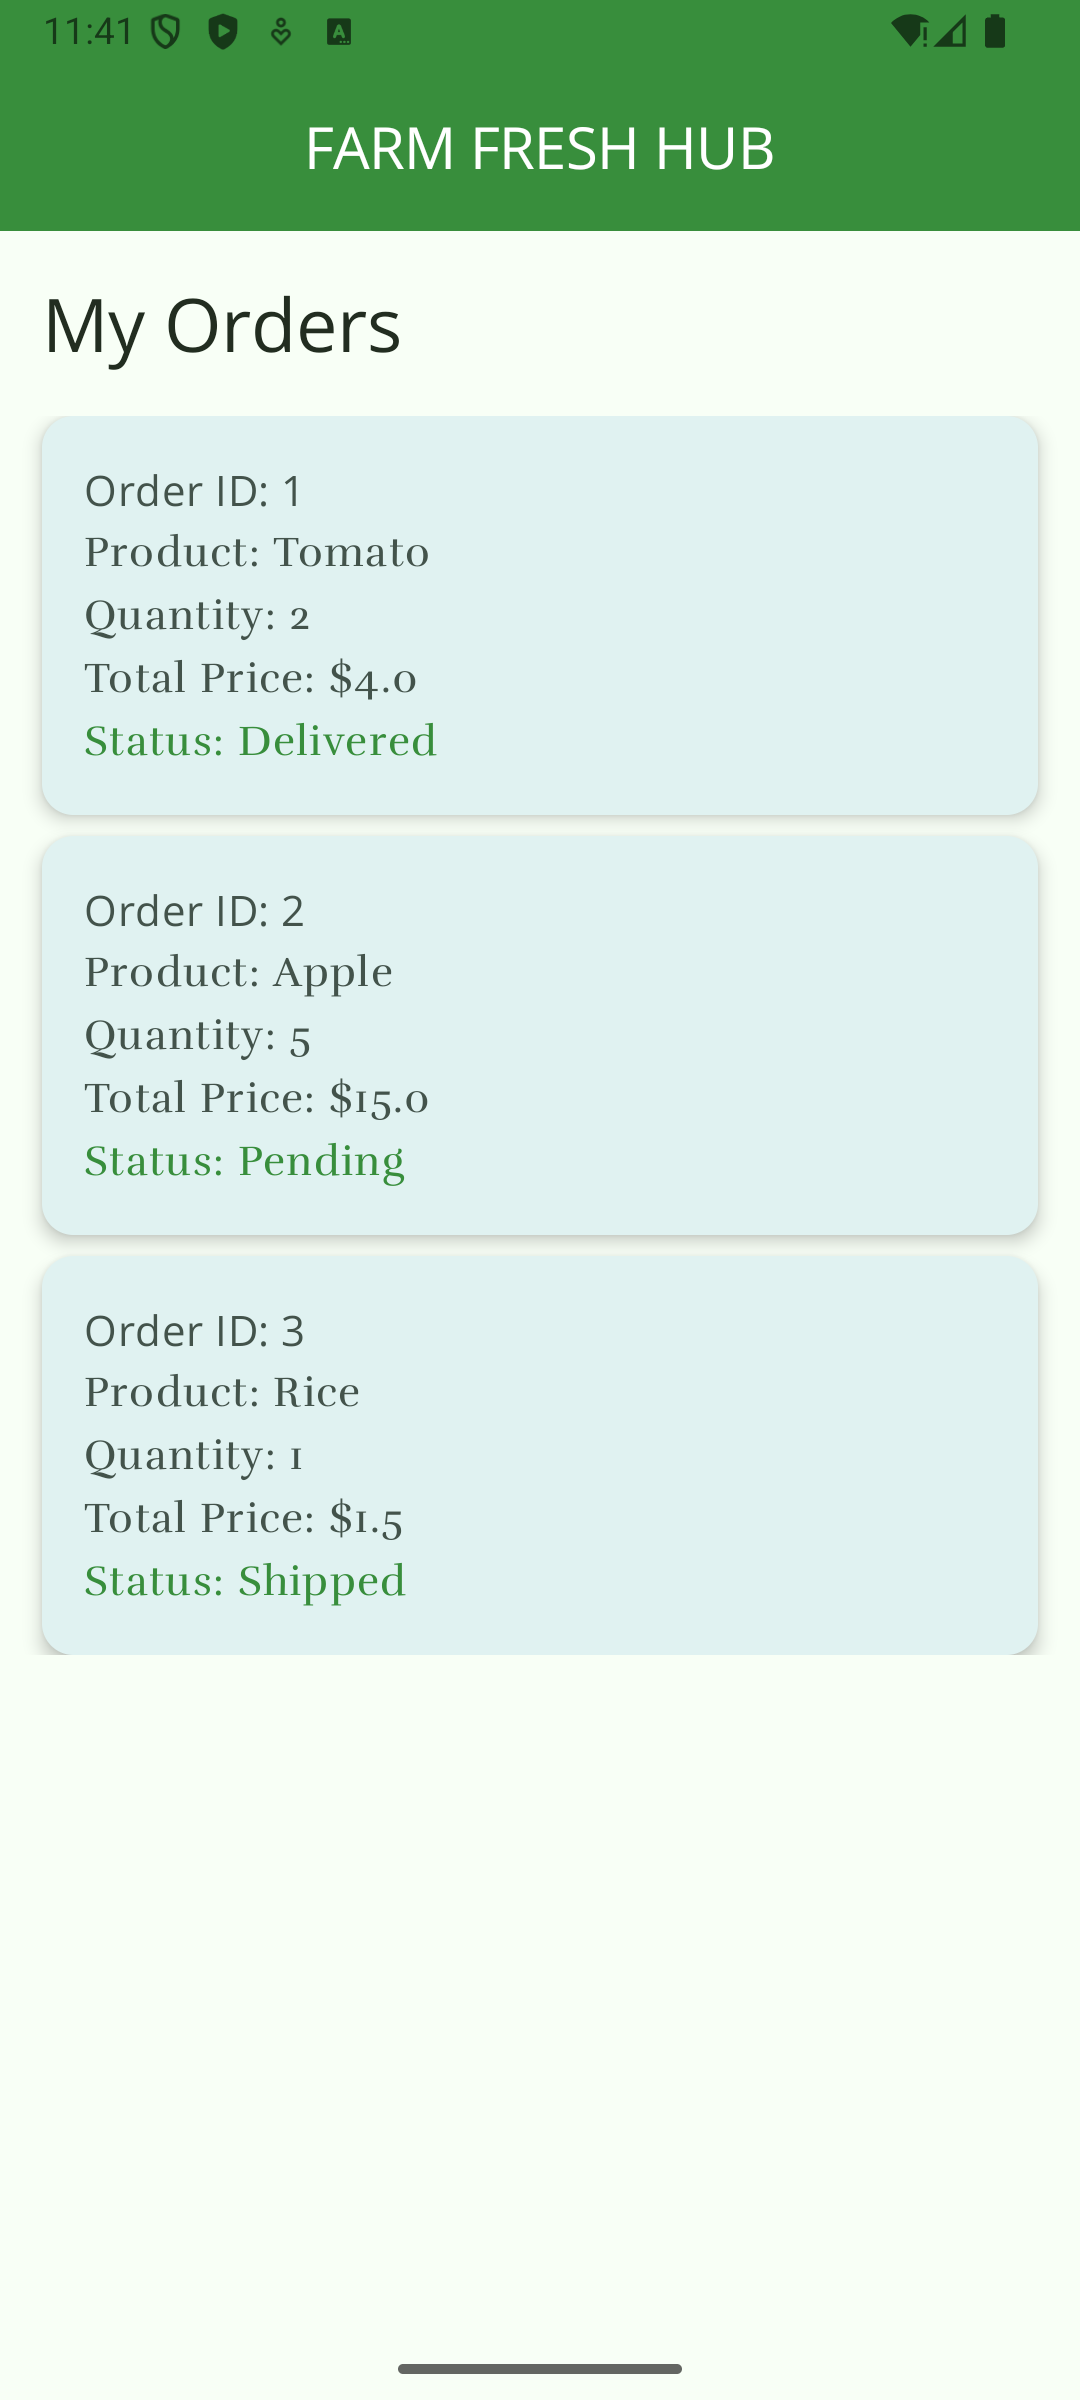 11:41
FARM FRESH HUB
My Orders
Order ID: 1
Product: Tomato
Quantity: 2
Total Price: $4.0
Status: Delivered
Order ID: 2
Product: Apple
Quantity: 5
Total Price: $15.0
Status: Pending
Order ID: 3
Product: Rice
Quantity: 1
Total Price: $1.5
Status: Shipped